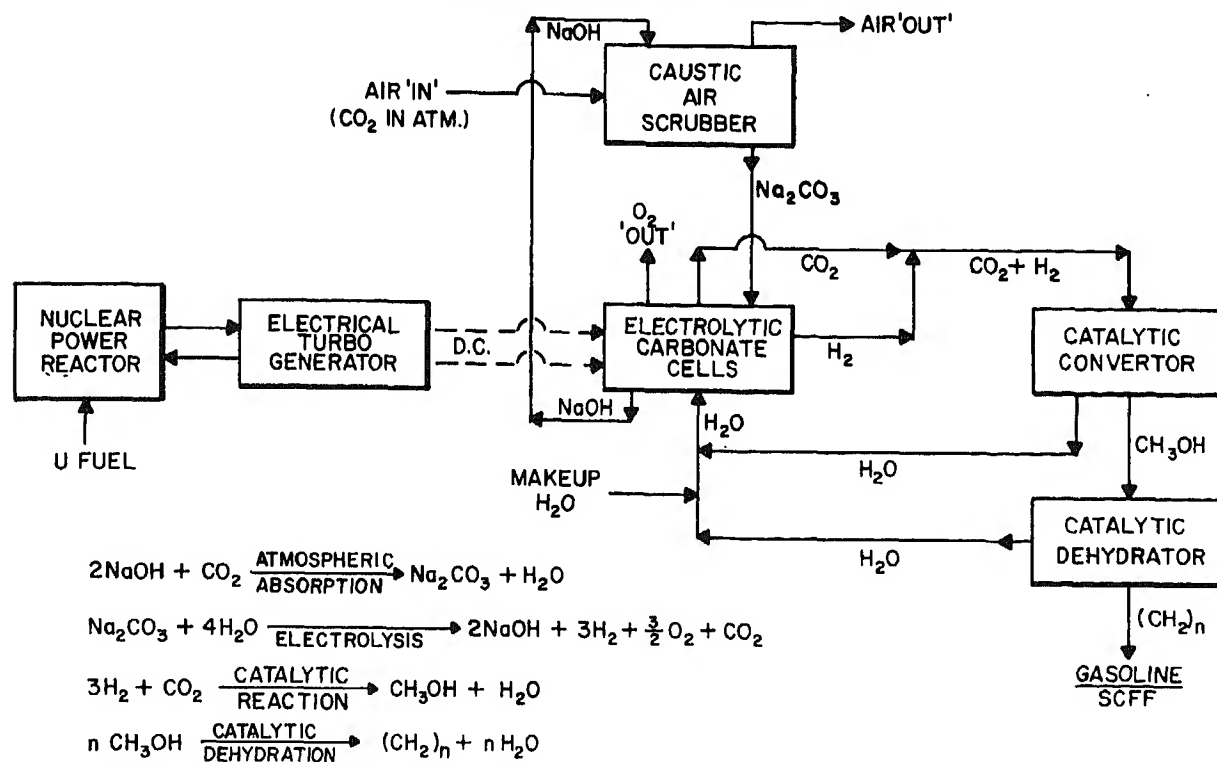 NaOH
AIR 'OUT'
CAUSTIC
AIR
SCRUBBER
AIR 'IN'
(CO₂ IN ATM.)
Na₂CO₃
O₂
'OUT'
CO₂
CO₂ + H₂
NUCLEAR
POWER
REACTOR
ELECTRICAL
TURBO
GENERATOR
D.C.
ELECTROLYTIC
CARBONATE
CELLS
H₂
CATALYTIC
CONVERTOR
NaOH
H₂O
U FUEL
H₂O
CH₃OH
MAKEUP
H₂O
CATALYTIC
DEHYDRATOR
H₂O
(CH₂)n
GASOLINE
SCFF
2NaOH + CO₂ ATMOSPHERIC ABSORPTION → Na₂CO₃ + H₂O
Na₂CO₃ + 4H₂O ELECTROLYSIS → 2NaOH + 3H₂ + 3/2 O₂ + CO₂
3H₂ + CO₂ CATALYTIC REACTION → CH₃OH + H₂O
n CH₃OH CATALYTIC DEHYDRATION → (CH₂)n + n H₂O